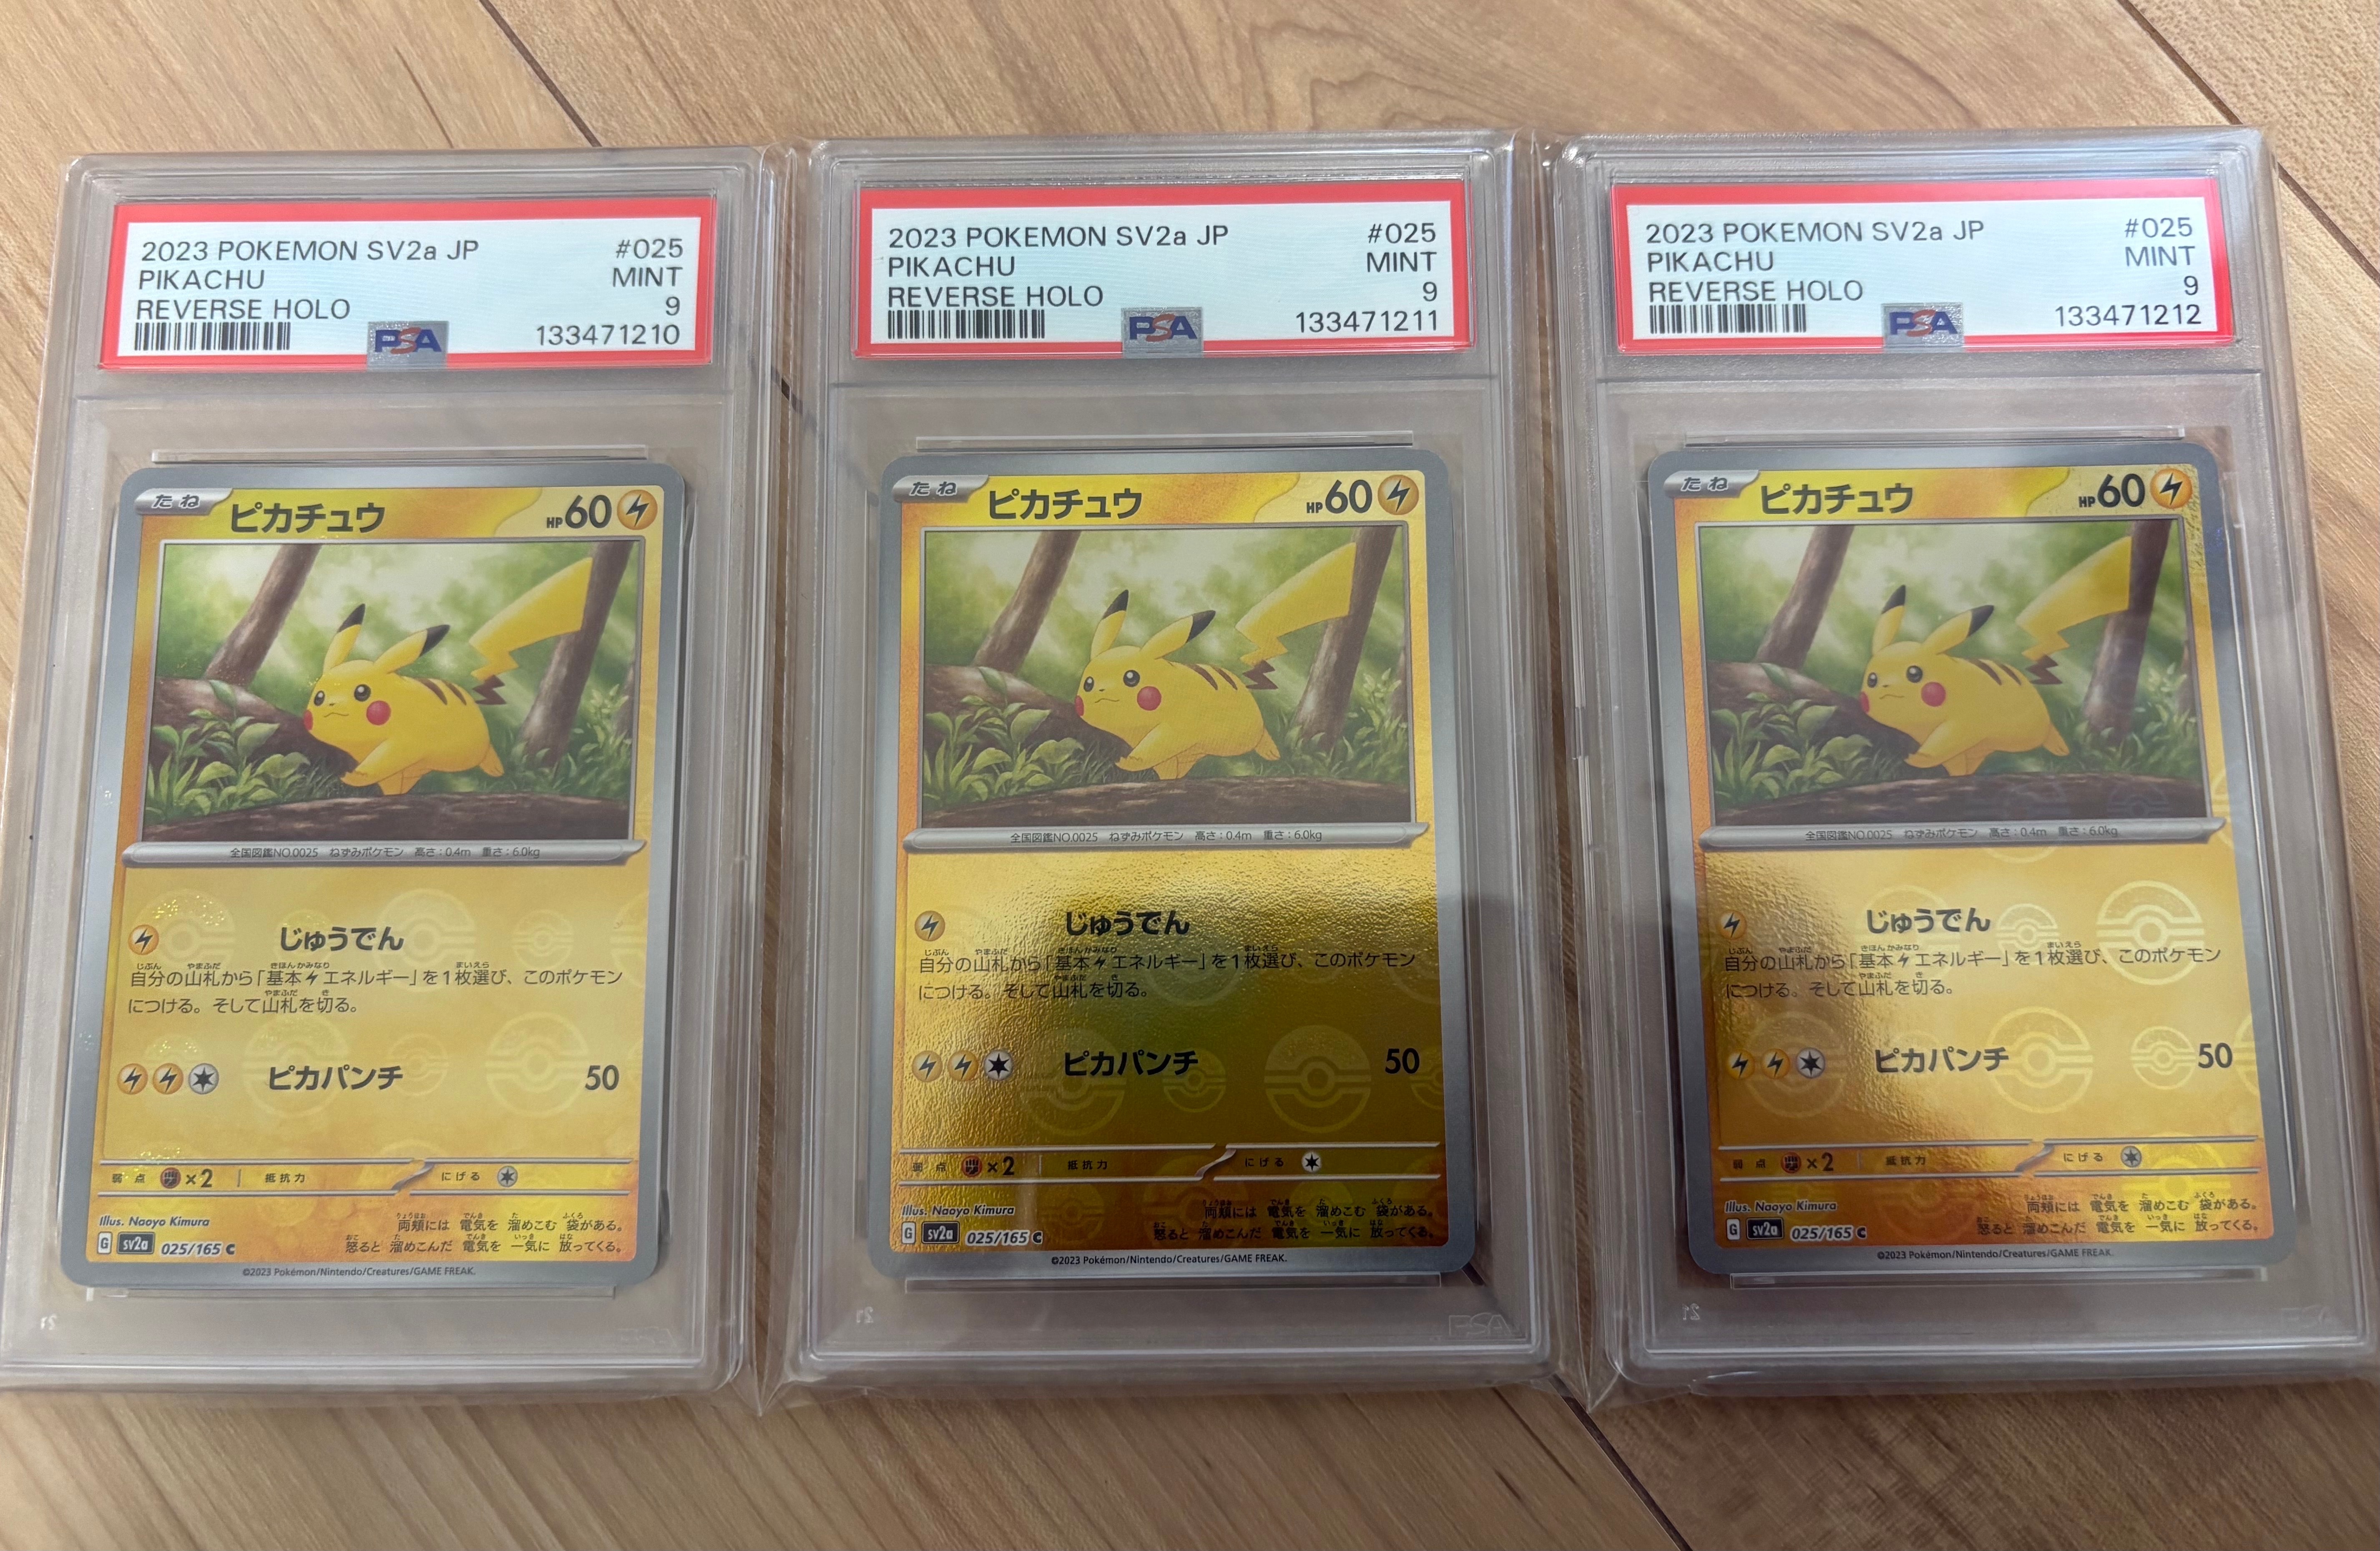 2023 POKEMON SV2a JP #025
PIKACHU MINT
REVERSE HOLO 9
PSA 133471210
たね ピカチュウ HP60
全国図鑑NO.0025 ねずみポケモン 高さ:0.4m 重さ:6.0kg
じゅうでん
自分の山札から「基本エネルギー」を1枚選び、このポケモン
につける。そして山札を切る。
ピカパンチ 50
弱点 ×2 抵抗力 にげる
Illus. Naoyo Kimura
両頬には 電気を 溜めこむ 袋がある。
怒ると 溜めこんだ 電気を 一気に 放ってくる。
G sv2a 025/165 C
©2023 Pokémon/Nintendo/Creatures/GAME FREAK.
21
PSA
2023 POKEMON SV2a JP #025
PIKACHU MINT
REVERSE HOLO 9
PSA 133471211
たね ピカチュウ HP60
全国図鑑NO.0025 ねずみポケモン 高さ:0.4m 重さ:6.0kg
じゅうでん
自分の山札から「基本エネルギー」を1枚選び、このポケモン
につける。そして山札を切る。
ピカパンチ 50
弱点 ×2 抵抗力 にげる
Illus. Naoyo Kimura
両頬には 電気を 溜めこむ 袋がある。
怒ると 溜めこんだ 電気を 一気に 放ってくる。
G sv2a 025/165 C
©2023 Pokémon/Nintendo/Creatures/GAME FREAK.
21
PSA
2023 POKEMON SV2a JP #025
PIKACHU MINT
REVERSE HOLO 9
PSA 133471212
たね ピカチュウ HP60
全国図鑑NO.0025 ねずみポケモン 高さ:0.4m 重さ:6.0kg
じゅうでん
自分の山札から「基本エネルギー」を1枚選び、このポケモン
につける。そして山札を切る。
ピカパンチ 50
弱点 ×2 抵抗力 にげる
Illus. Naoyo Kimura
両頬には 電気を 溜めこむ 袋がある。
怒ると 溜めこんだ 電気を 一気に 放ってくる。
G sv2a 025/165 C
©2023 Pokémon/Nintendo/Creatures/GAME FREAK.
21
PSA